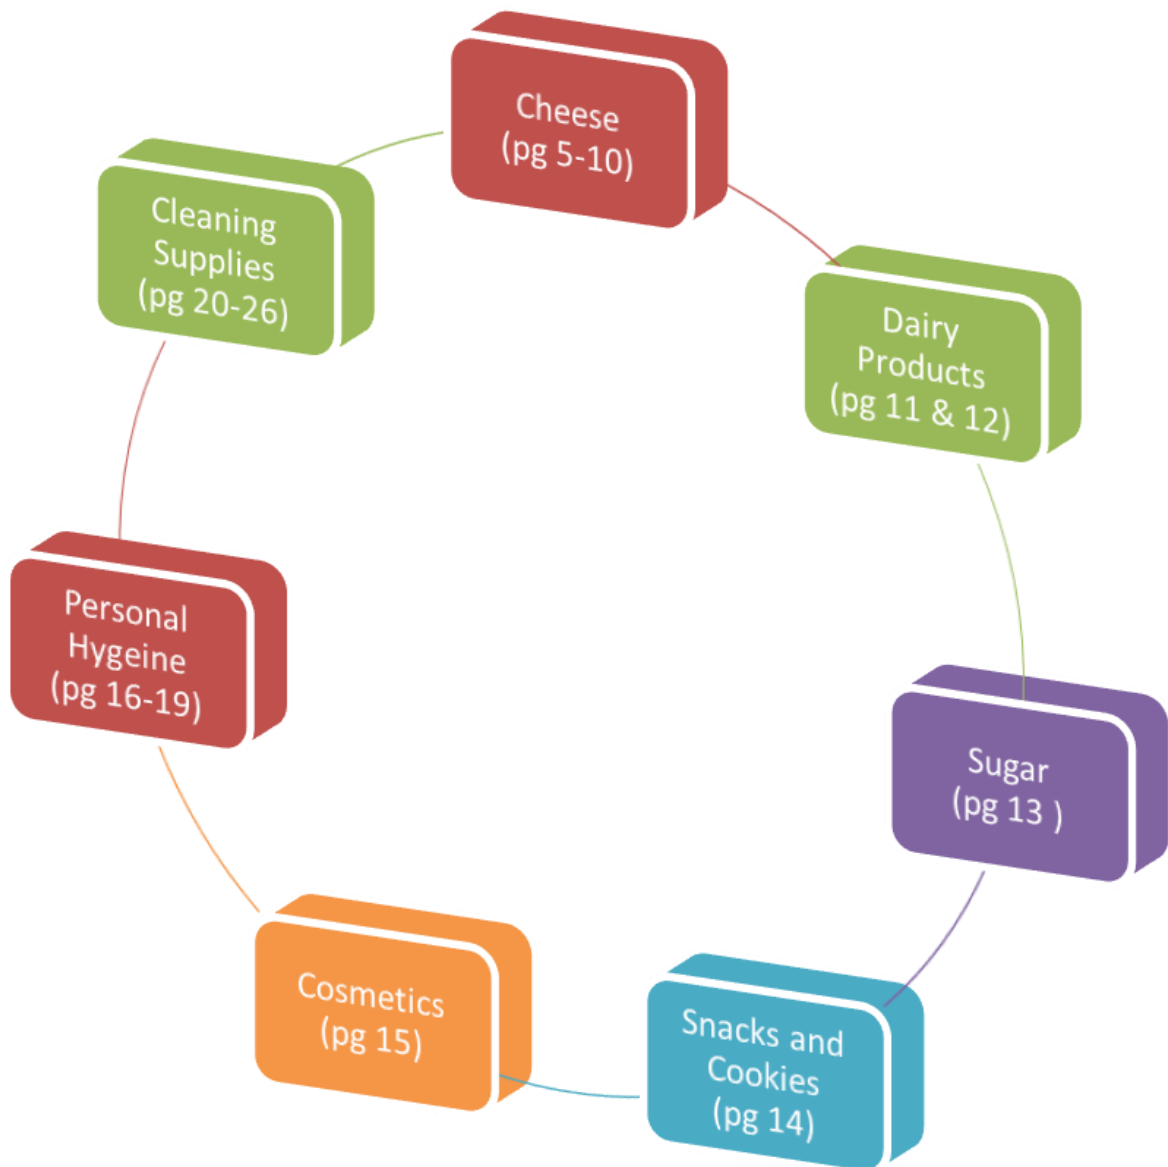 Cheese
(pg 5-10)
Dairy
Products
(pg 11 & 12)
Sugar
(pg 13 )
Snacks and
Cookies
(pg 14)
Cosmetics
(pg 15)
Personal
Hygeine
(pg 16-19)
Cleaning
Supplies
(pg 20-26)